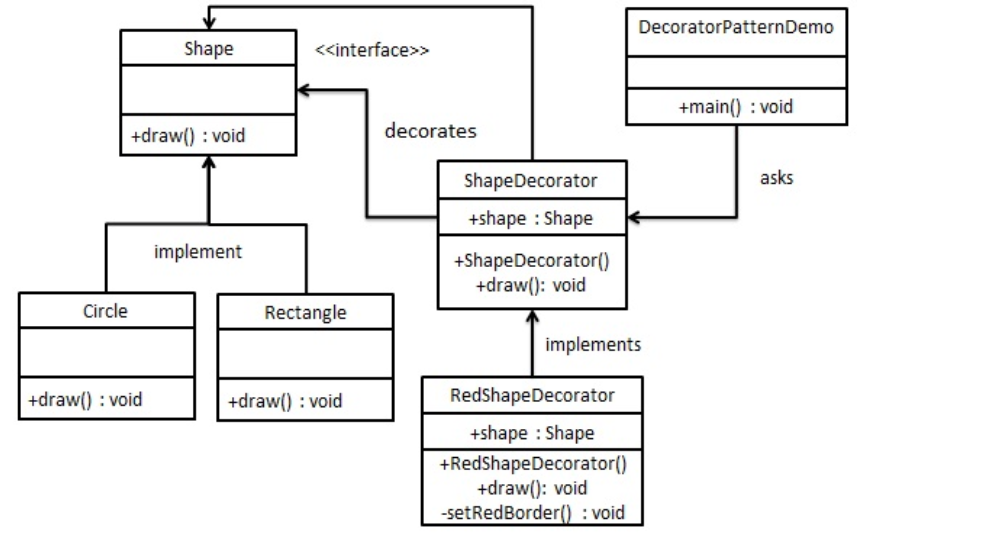 Shape
<<interface>>
+draw() : void
decorates
DecoratorPatternDemo
+main() : void
asks
ShapeDecorator
+shape : Shape
+ShapeDecorator()
+draw(): void
implement
Circle
+draw() : void
Rectangle
+draw() : void
implements
RedShapeDecorator
+shape : Shape
+RedShapeDecorator()
+draw(): void
-setRedBorder() : void